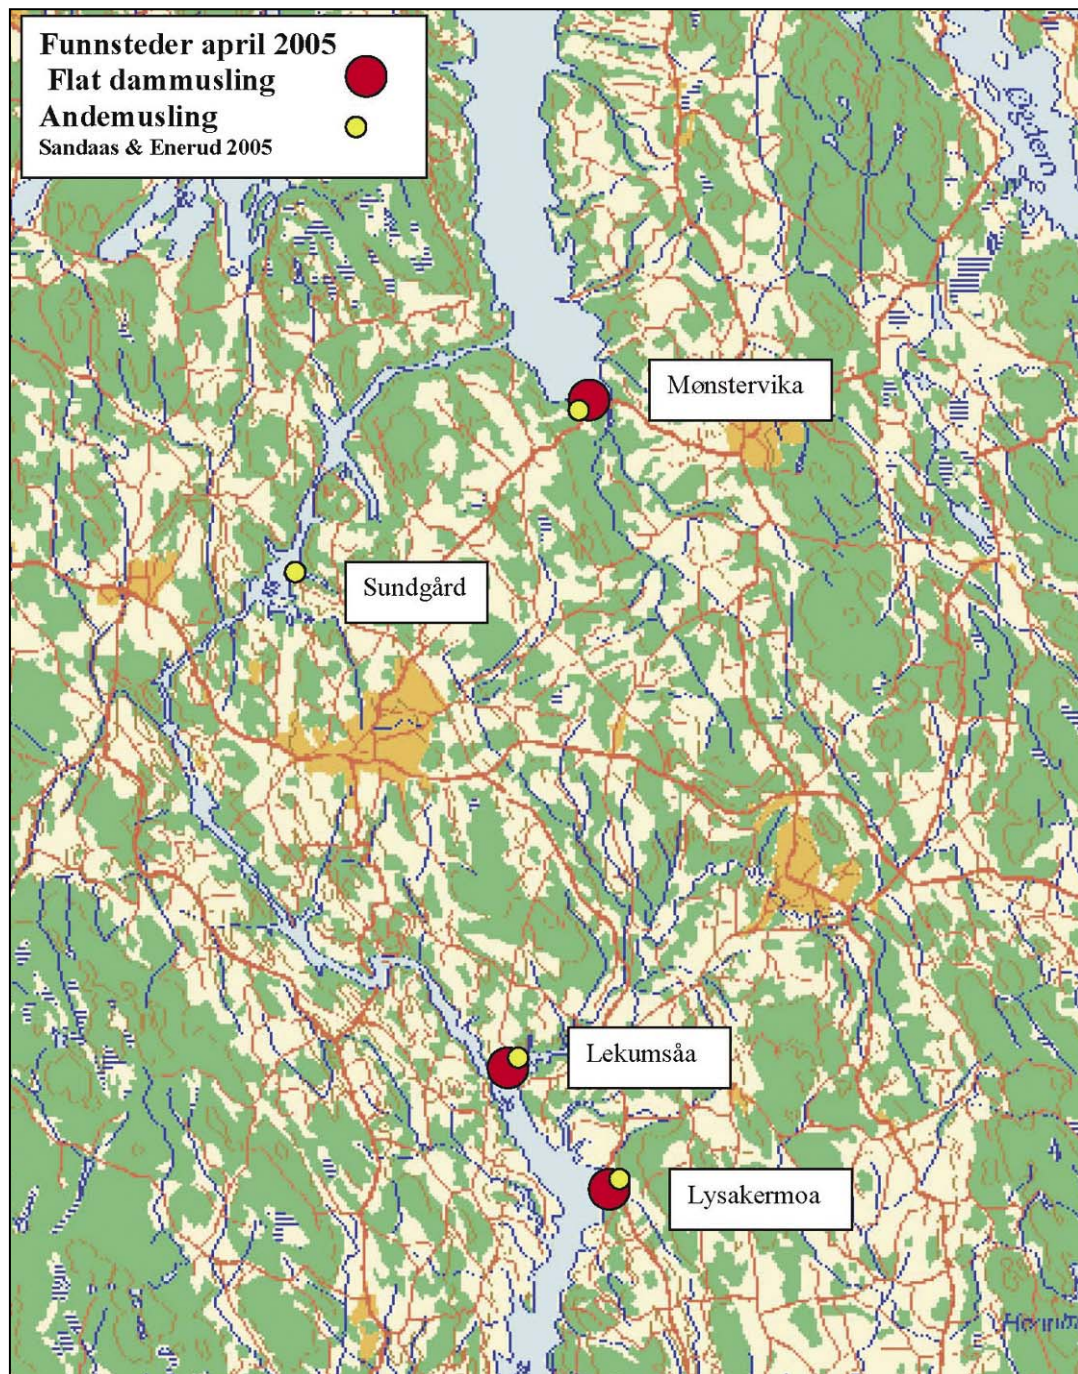 Funnsteder april 2005
Flat dammusling
Andemusling
Sandaas & Enerud 2005
Mønstervika
Sundgård
Lekumsåa
Lysakermoa